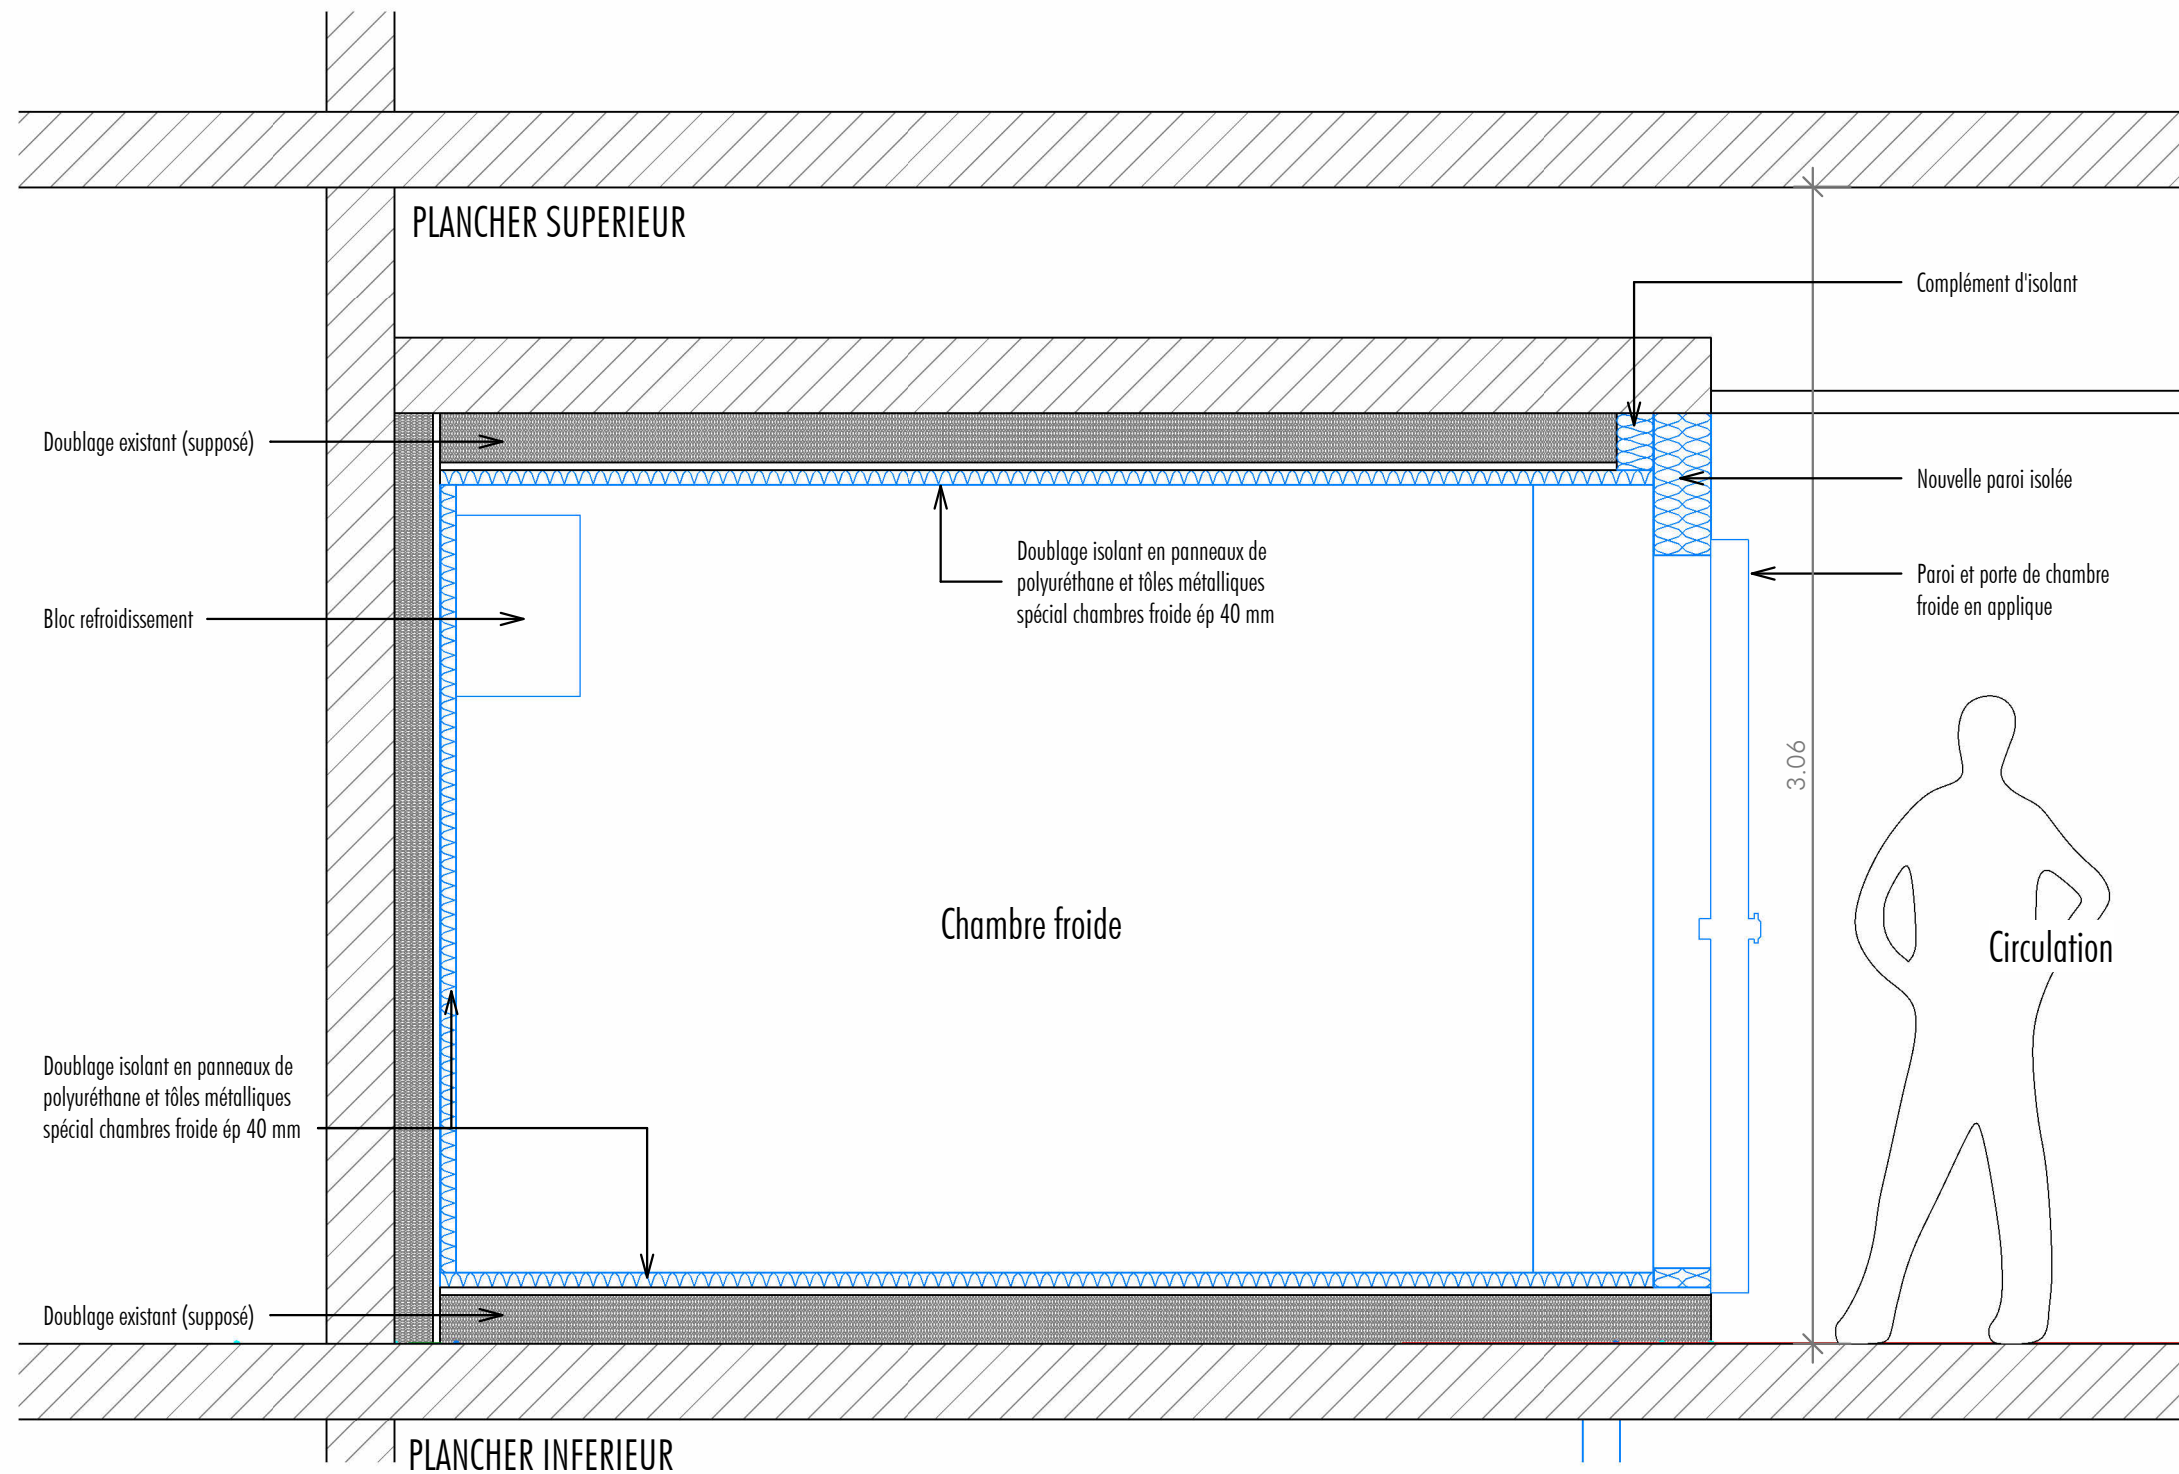 PLANCHER SUPERIEUR
Complément d'isolant
Doublage existant (supposé)
Nouvelle paroi isolée
Doublage isolant en panneaux de
polyuréthane et tôles métalliques
spécial chambres froide ép 40 mm
Paroi et porte de chambre
froide en applique
Bloc refroidissement
3.06
Chambre froide
Circulation
Doublage isolant en panneaux de
polyuréthane et tôles métalliques
spécial chambres froide ép 40 mm
Doublage existant (supposé)
PLANCHER INFERIEUR